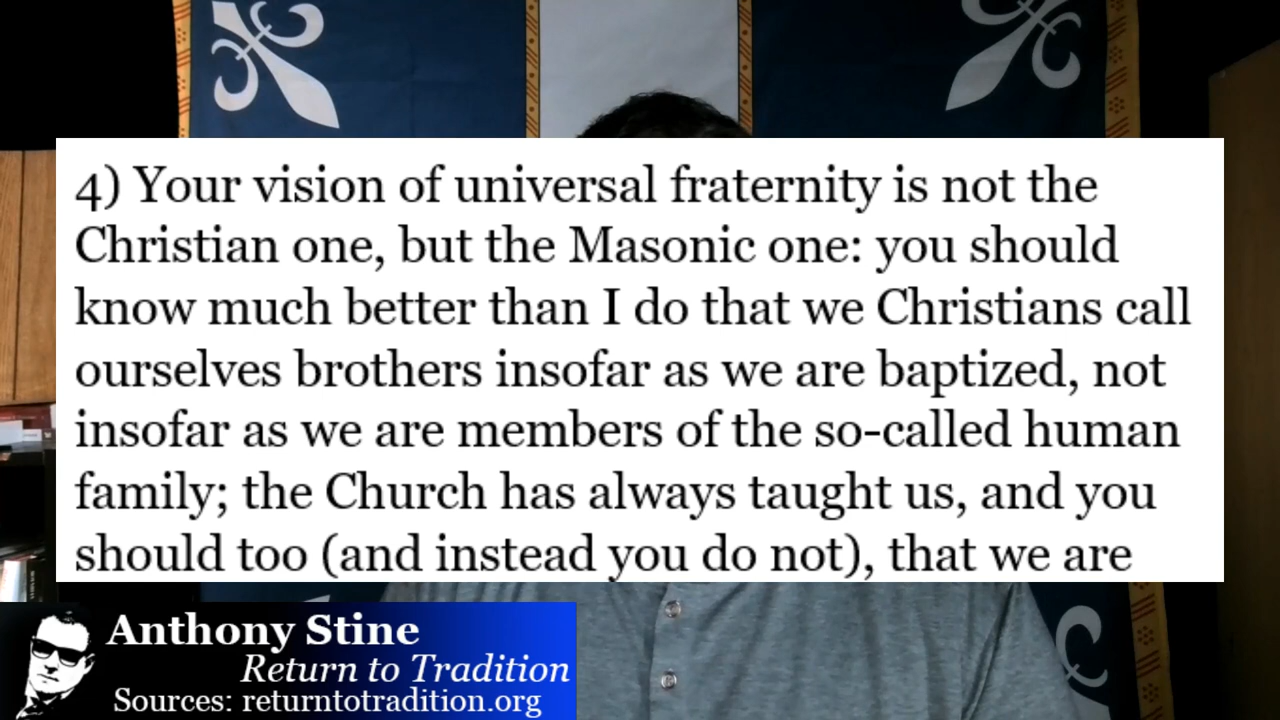 4) Your vision of universal fraternity is not the
Christian one, but the Masonic one: you should
know much better than I do that we Christians call
ourselves brothers insofar as we are baptized, not
insofar as we are members of the so-called human
family; the Church has always taught us, and you
should too (and instead you do not), that we are
Anthony Stine
Return to Tradition
Sources: returntotradition.org